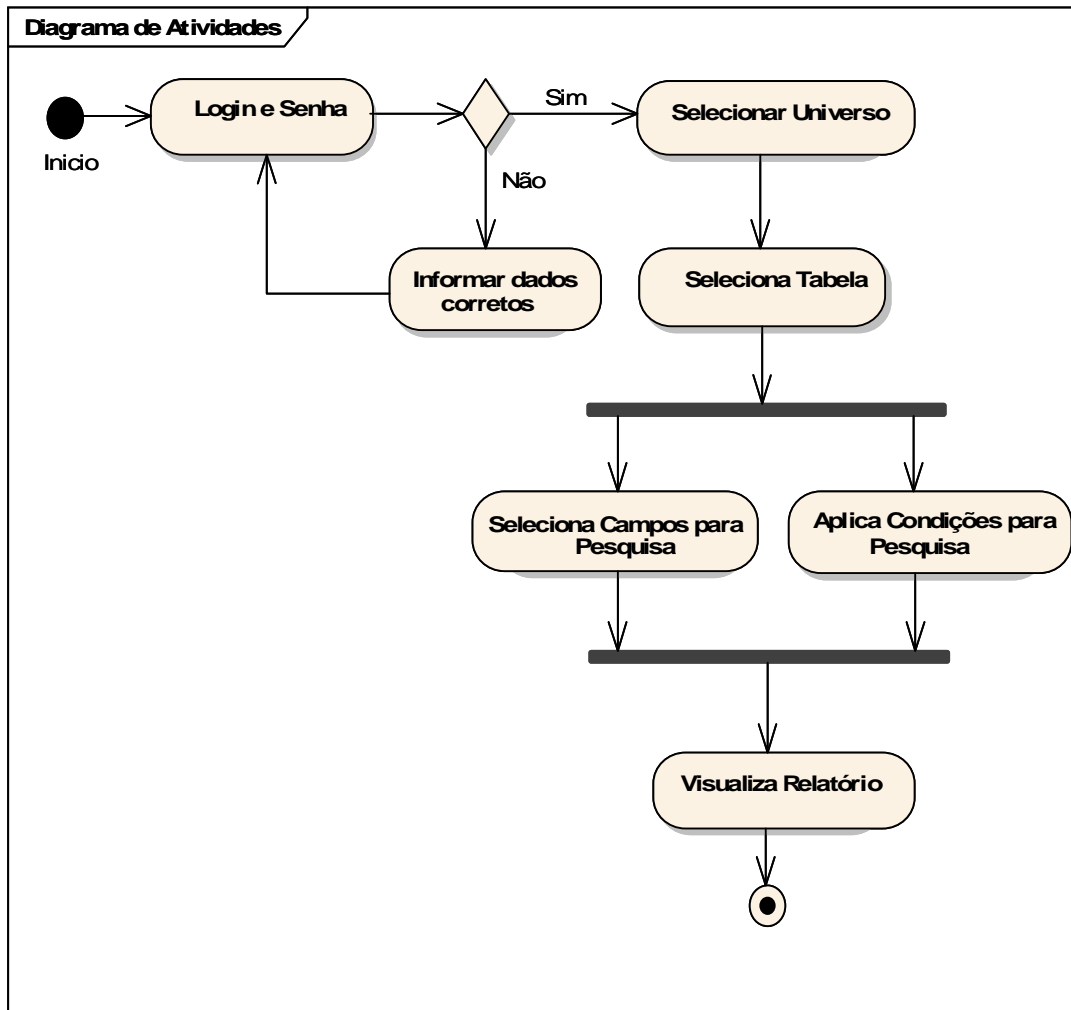 Diagrama de Atividades
Login e Senha
Sim
Selecionar Universo
Inicio
Não
Informar dados
corretos
Seleciona Tabela
Seleciona Campos para
Pesquisa
Aplica Condições para
Pesquisa
Visualiza Relatório